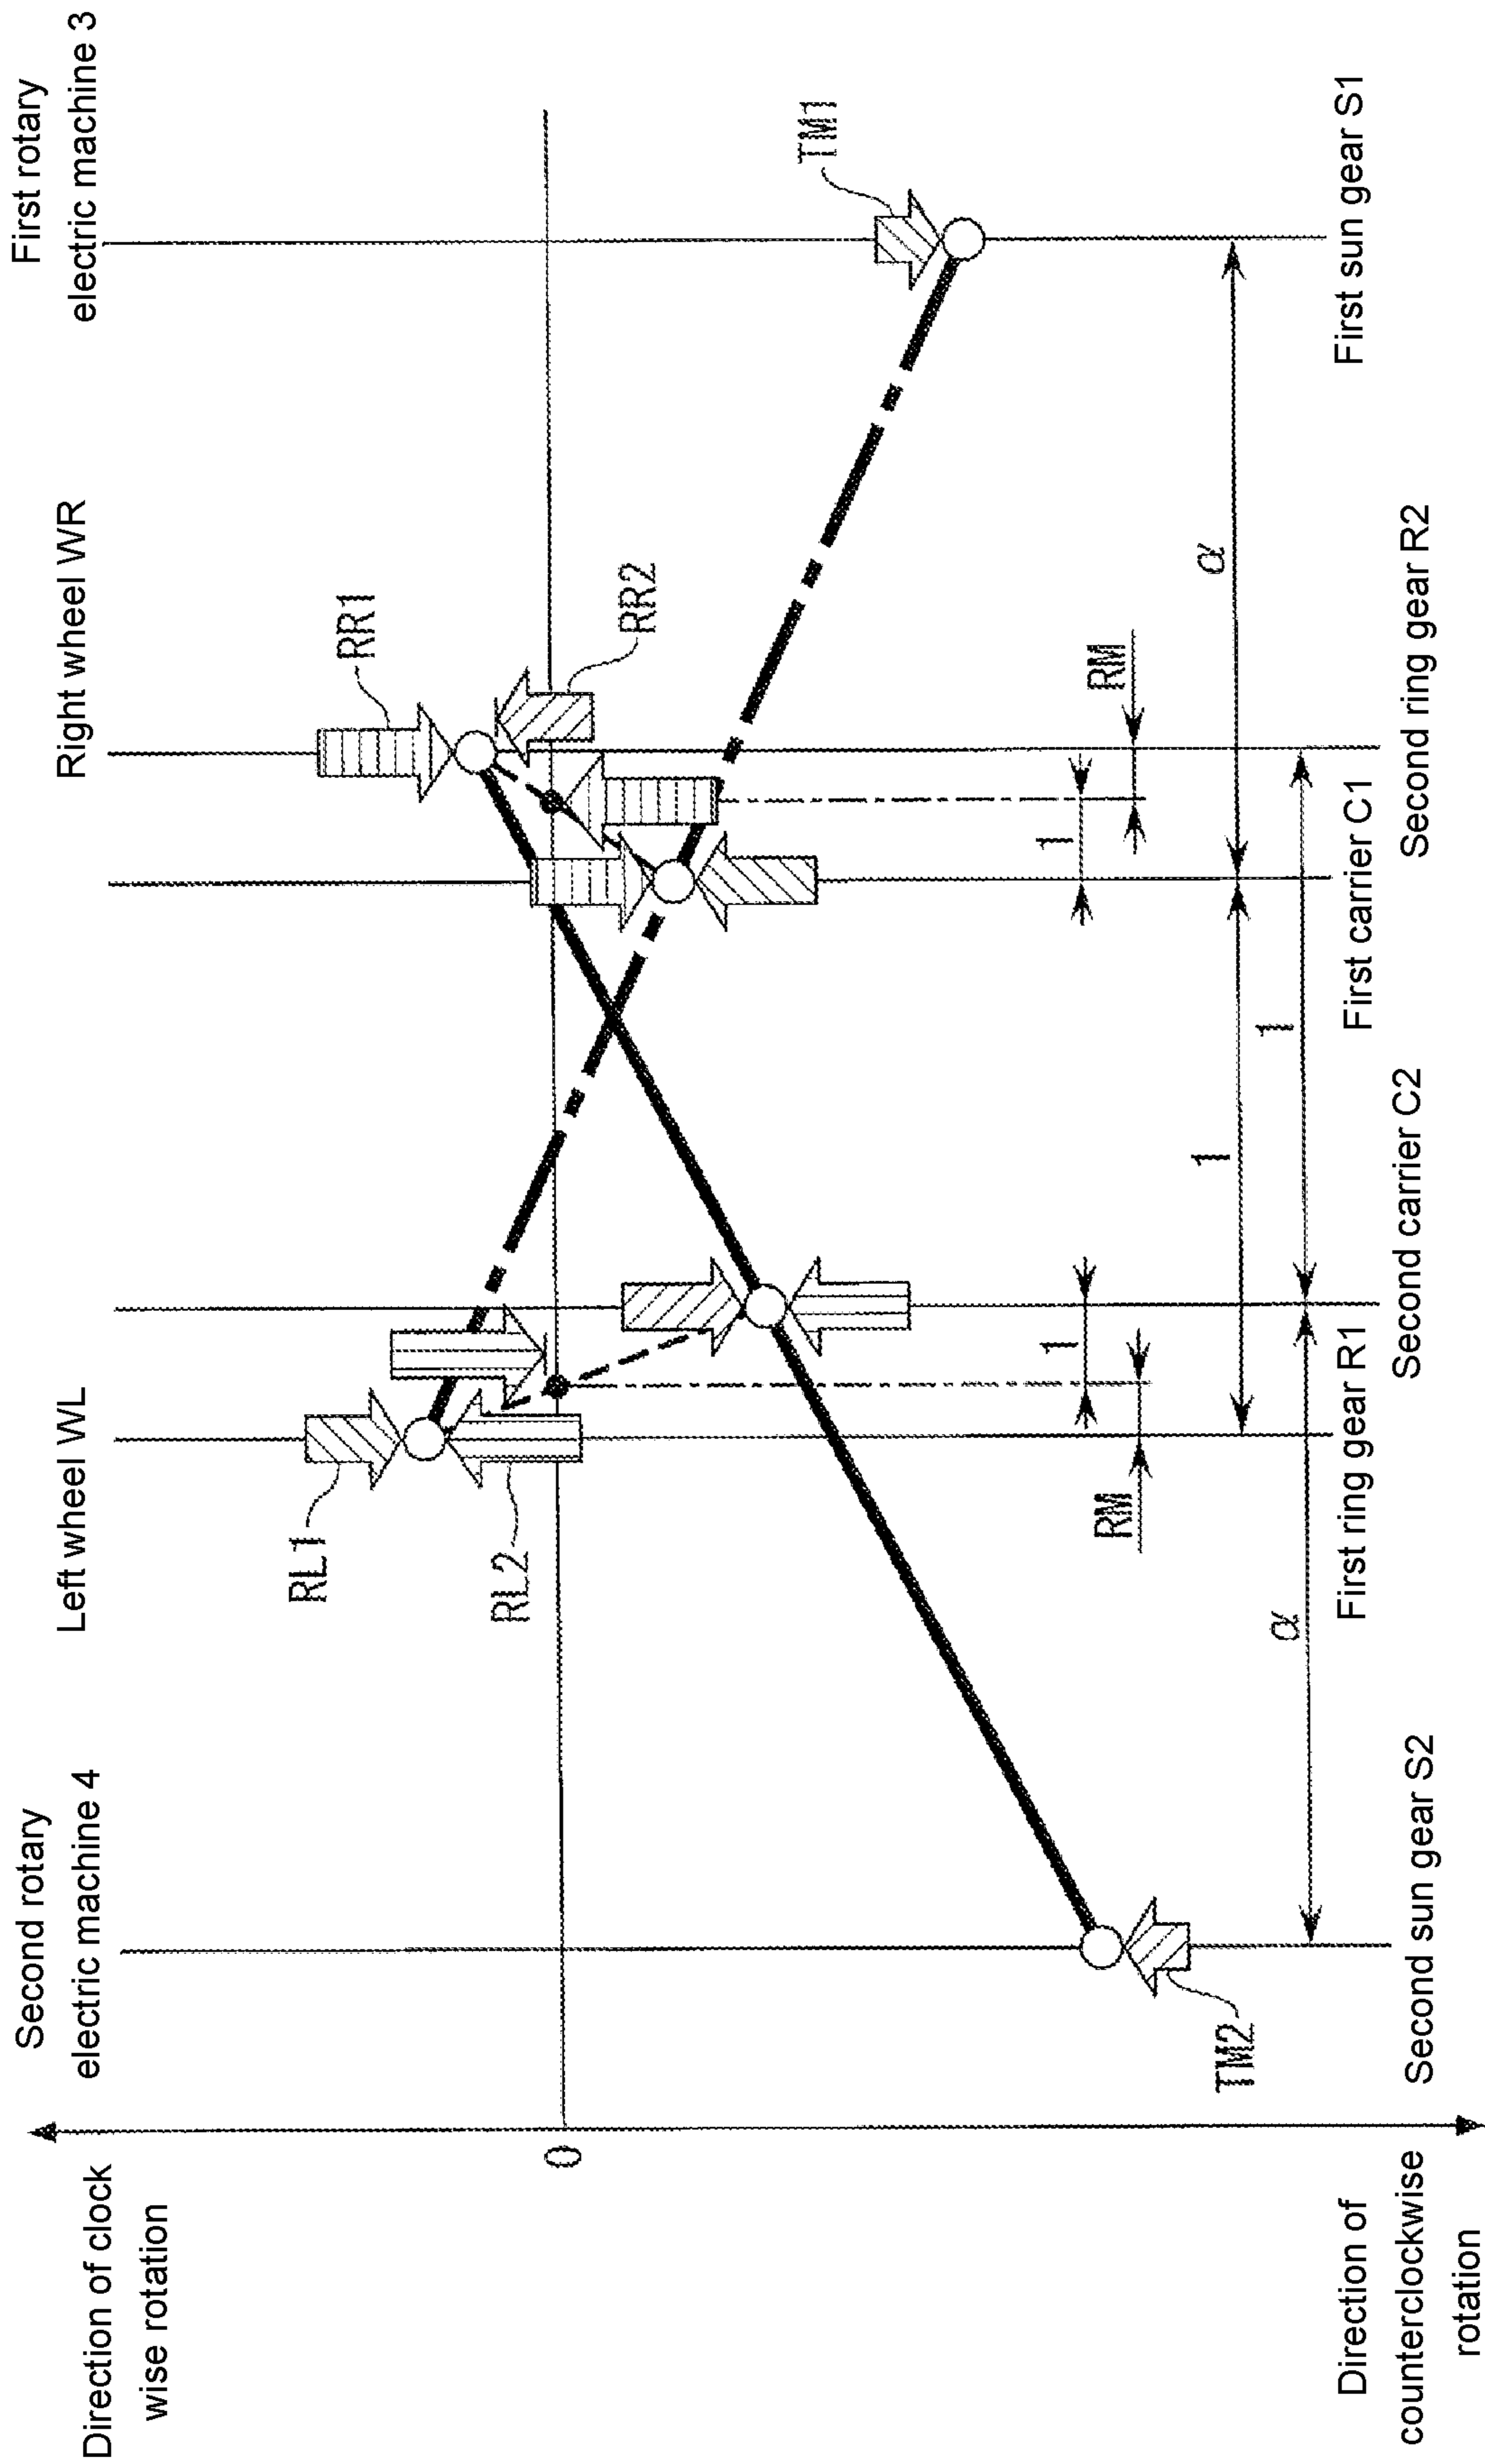 Second rotary
electric machine 4
Left wheel WL
Right wheel WR
First rotary
electric machine 3
Direction of clock
wise rotation
0
RL1
RL2
RR1
RR2
TM1
TM2
RM
1
1
RM
1
α
α
1
Direction of
counterclockwise
rotation
Second sun gear S2
First ring gear R1
Second carrier C2
First carrier C1
Second ring gear R2
First sun gear S1